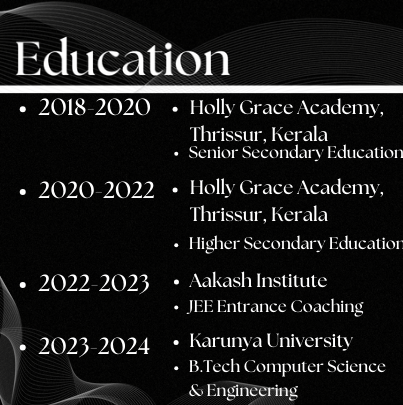 Education
• 2018-2020
• Holly Grace Academy,
Thrissur, Kerala
• Senior Secondary Education
• 2020-2022
• Holly Grace Academy,
Thrissur, Kerala
• Higher Secondary Education
• 2022-2023
• Aakash Institute
• JEE Entrance Coaching
• 2023-2024
• Karunya University
• B.Tech Computer Science
& Engineering